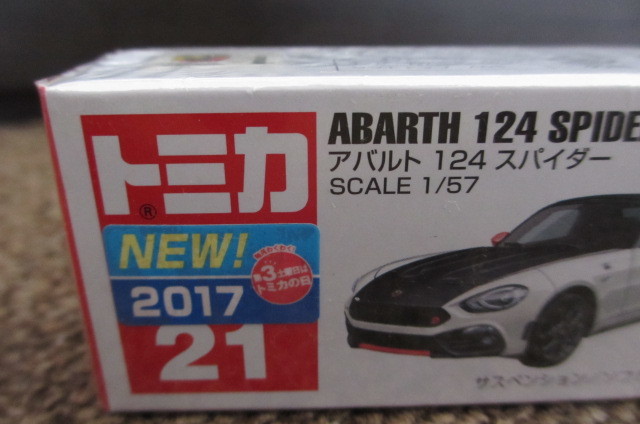 トミカ
®
NEW!
2017
第3土曜日は
トミカの日
21
ABARTH 124 SPIDE
アバルト 124 スパイダー
SCALE 1/57
サスペンション